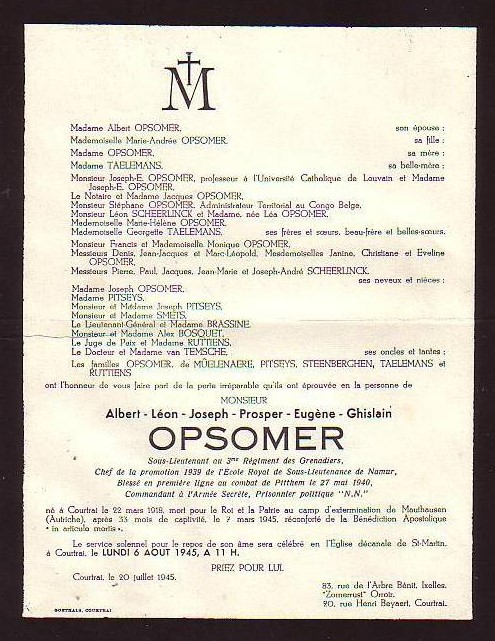 M
Madame Albert OPSOMER, son épouse ;
Mademoiselle Marie-Andrée OPSOMER. sa fille ;
Madame OPSOMER, sa mère ;
Madame TAELEMANS, sa belle-mère ;
Monsieur Joseph-E. OPSOMER, professeur à l'Université Catholique de Louvain et Madame
Joseph-E. OPSOMER,
Le Notaire et Madame Jacques OPSOMER,
Monsieur Stéphane OPSOMER, Administrateur Territorial au Congo Belge,
Monsieur Léon SCHEERLINCK et Madame, née Léa OPSOMER,
Mademoiselle Marie-Hélène OPSOMER,
Mademoiselle Georgette TAELEMANS, ses frères et sœurs, beau-frère et belles-sœurs.
Monsieur Francis et Mademoiselle Monique OPSOMER,
Messieurs Denis, Jean-Jacques et Marc-Léopold, Mesdemoiselles Janine, Christiane et Eveline
OPSOMER,
Messieurs Pierre, Paul, Jacques, Jean-Marie et Joseph-André SCHEERLINCK,
ses neveux et nièces ;
Madame Joseph OPSOMER,
Madame PITSEYS,
Monsieur et Madame Joseph PITSEYS,
Monsieur et Madame SMETS,
Le Lieutenant-Général et Madame BRASSINE,
Monsieur et Madame Alex BOSQUET,
Le Juge de Paix et Madame RUTTIENS,
Le Docteur et Madame van TEMSCHE, ses oncles et tantes ;
Les familles OPSOMER, de MÛELENAERE, PITSEYS, STEENBERGHEN, TAELEMANS et
RUTTIENS
ont l'honneur de vous faire part de la perte irréparable qu'ils ont éprouvée en la personne de
MONSIEUR
Albert - Léon - Joseph - Prosper - Eugène - Ghislain
OPSOMER
Sous-Lieutenant au 3me Régiment des Grenadiers,
Chef de la promotion 1939 de l'Ecole Royal de Sous-Lieutenance de Namur,
Blessé en première ligne au combat de Pitthem le 27 mai 1940,
Commandant à l'Armée Secrète, Prisonnier politique "N.N."
né à Courtrai le 22 mars 1918, mort pour le Roi et la Patrie au camp d'extermination de Mauthausen
(Autriche), après 33 mois de captivité, le 7 mars 1945, réconforté de la Bénédiction Apostolique
" in articulo mortis ".
Le service solennel pour le repos de son âme sera célébré en l'Église décanale de St-Martin,
à Courtrai, le LUNDI 6 AOUT 1945, A 11 H.
PRIEZ POUR LUI.
Courtrai, le 20 juillet 1945.
83, rue de l'Arbre Bénit, Ixelles.
"Zomerrust" Orroir.
20, rue Henri Beyaert, Courtrai.
GOETHALS, COURTRAI